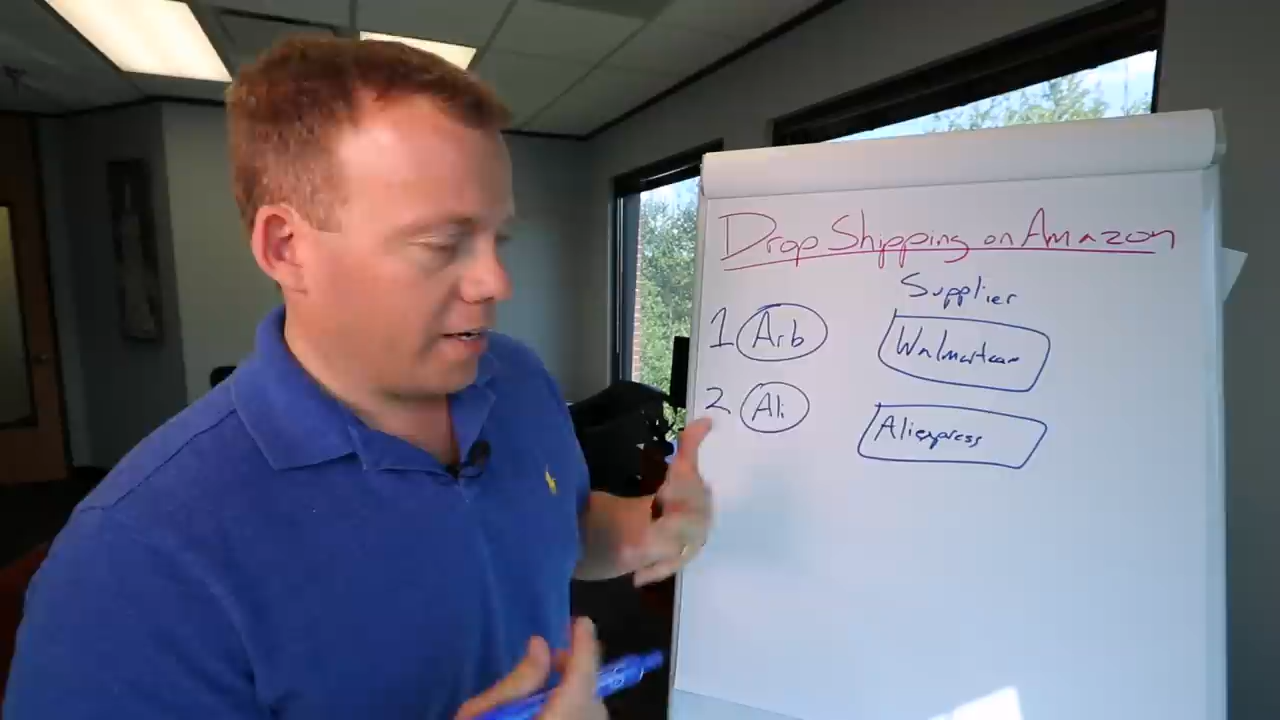 Drop Shipping on Amazon
Supplier
1 Arb Walmart.com
2 Ali Aliexpress